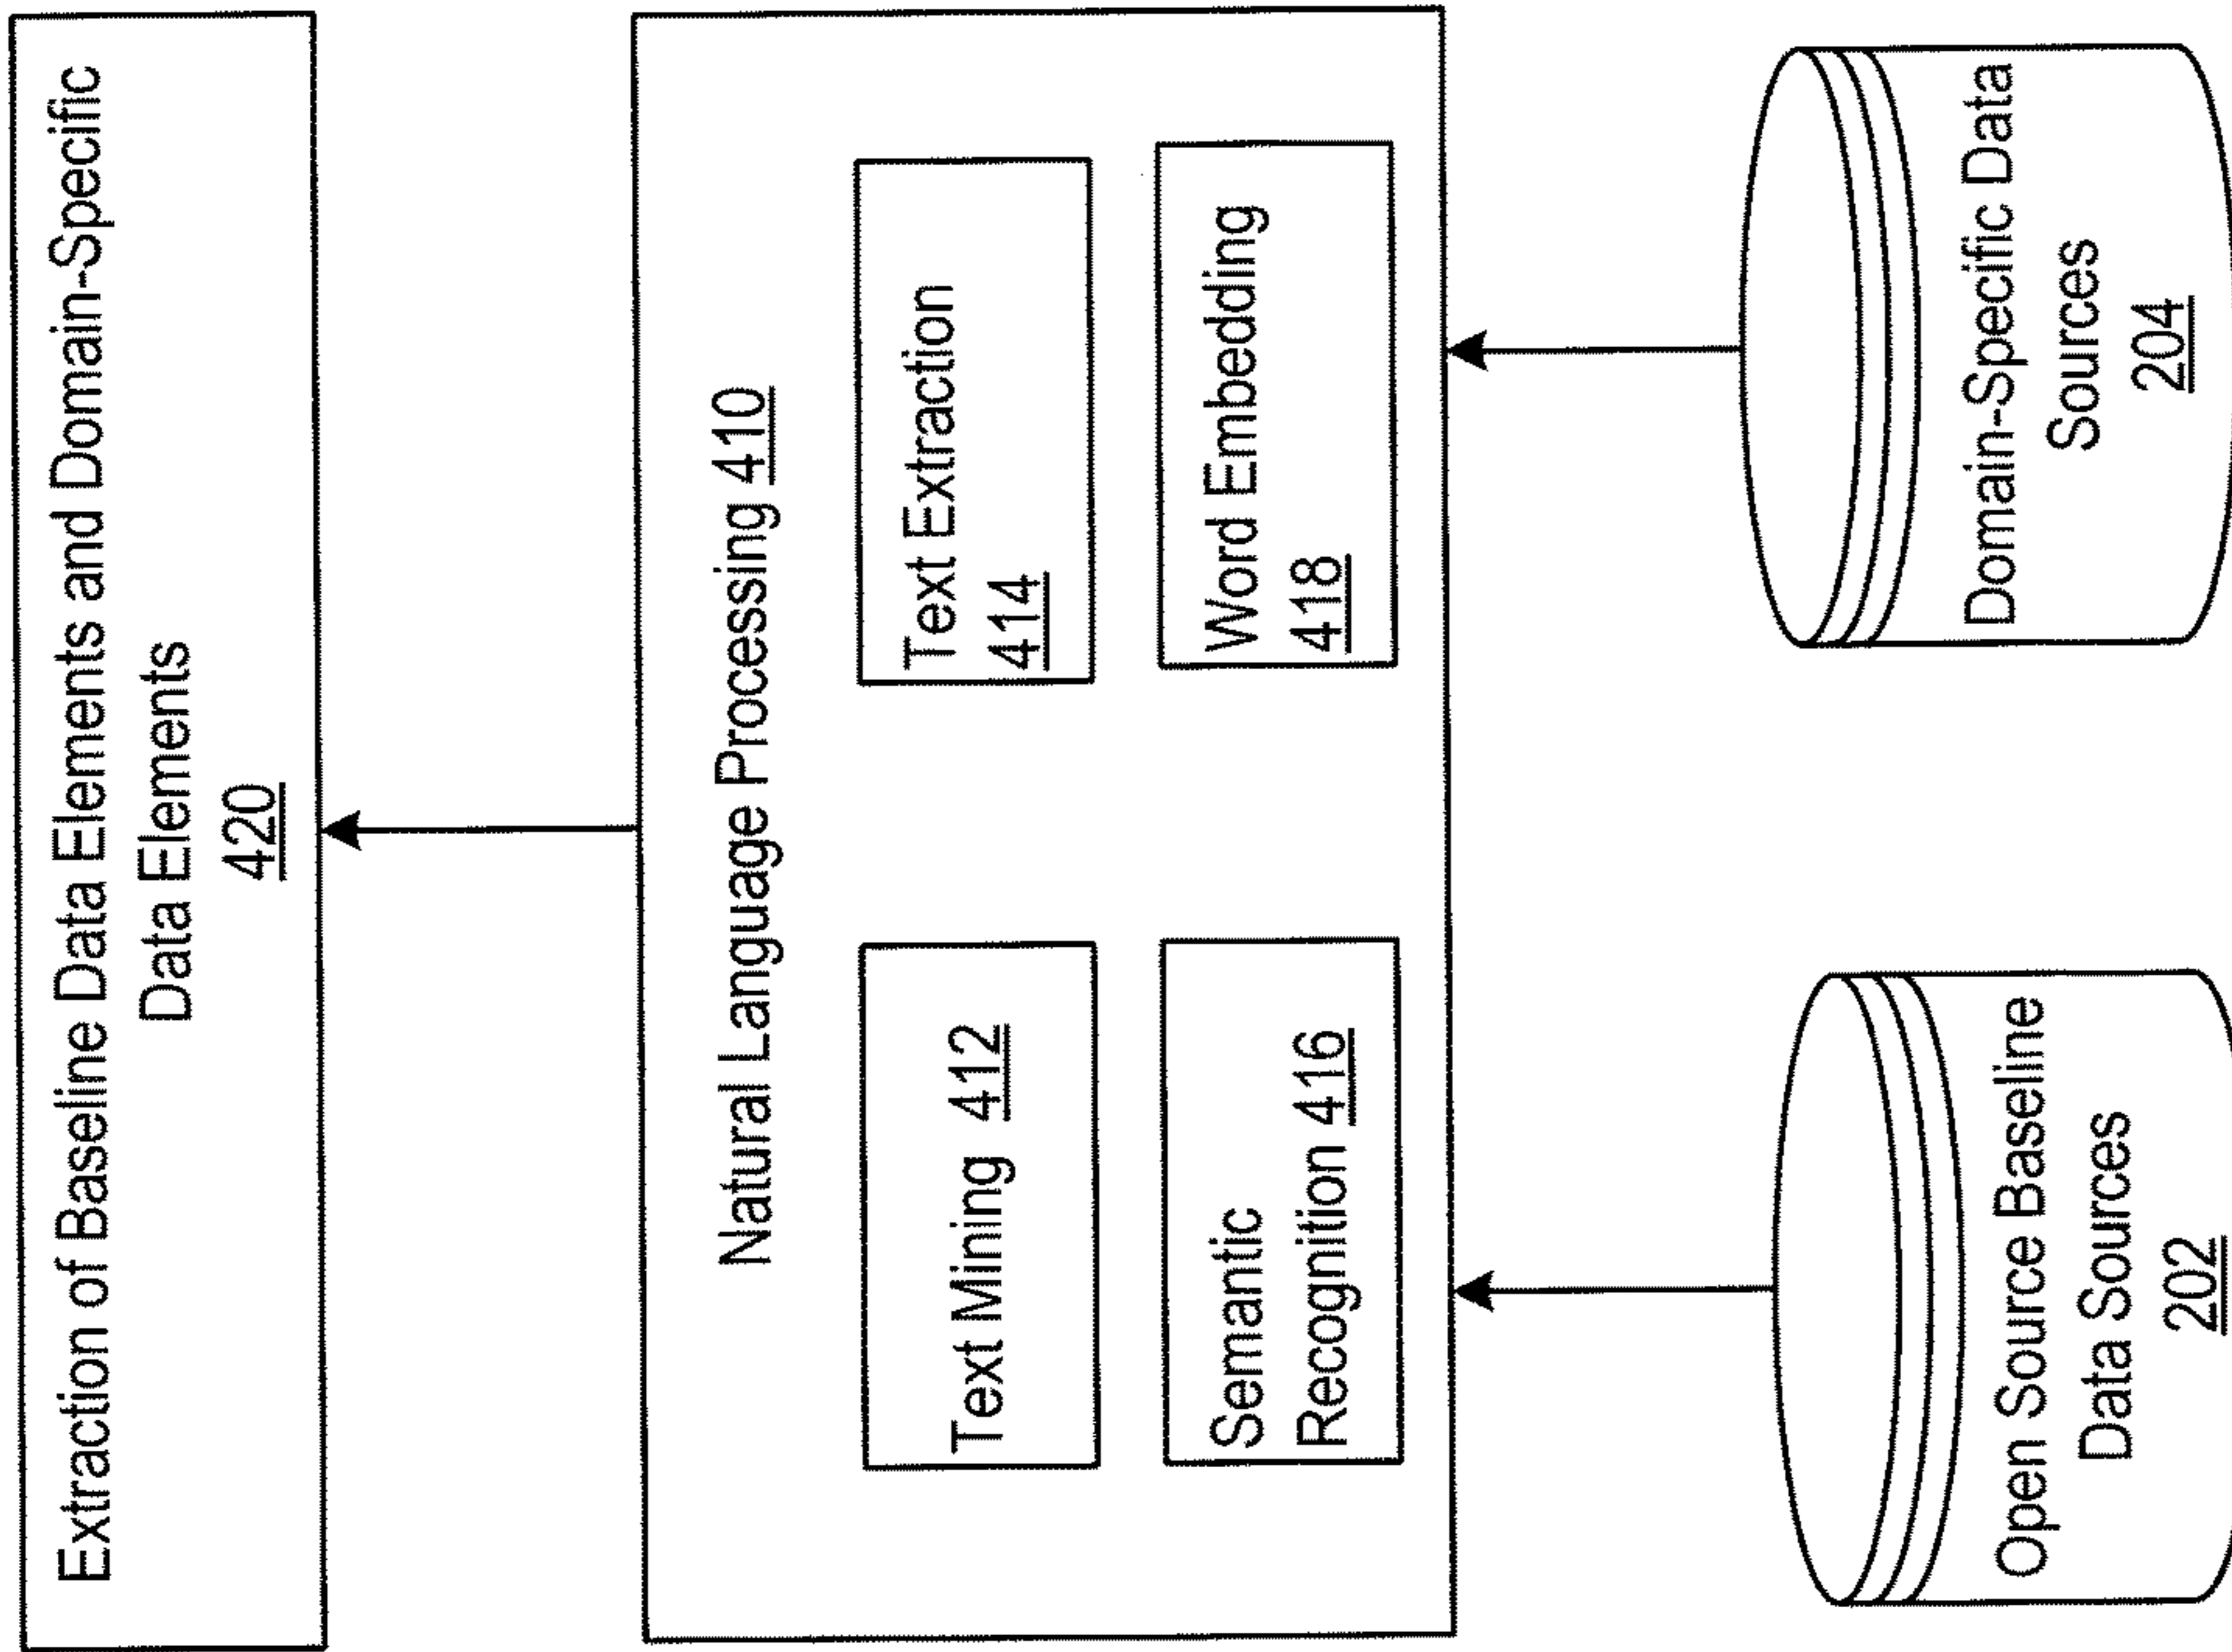 Extraction of Baseline Data Elements and Domain-Specific
Data Elements
420
Natural Language Processing 410
Text Mining 412
Text Extraction
414
Semantic
Recognition 416
Word Embedding
418
Open Source Baseline
Data Sources
202
Domain-Specific Data
Sources
204